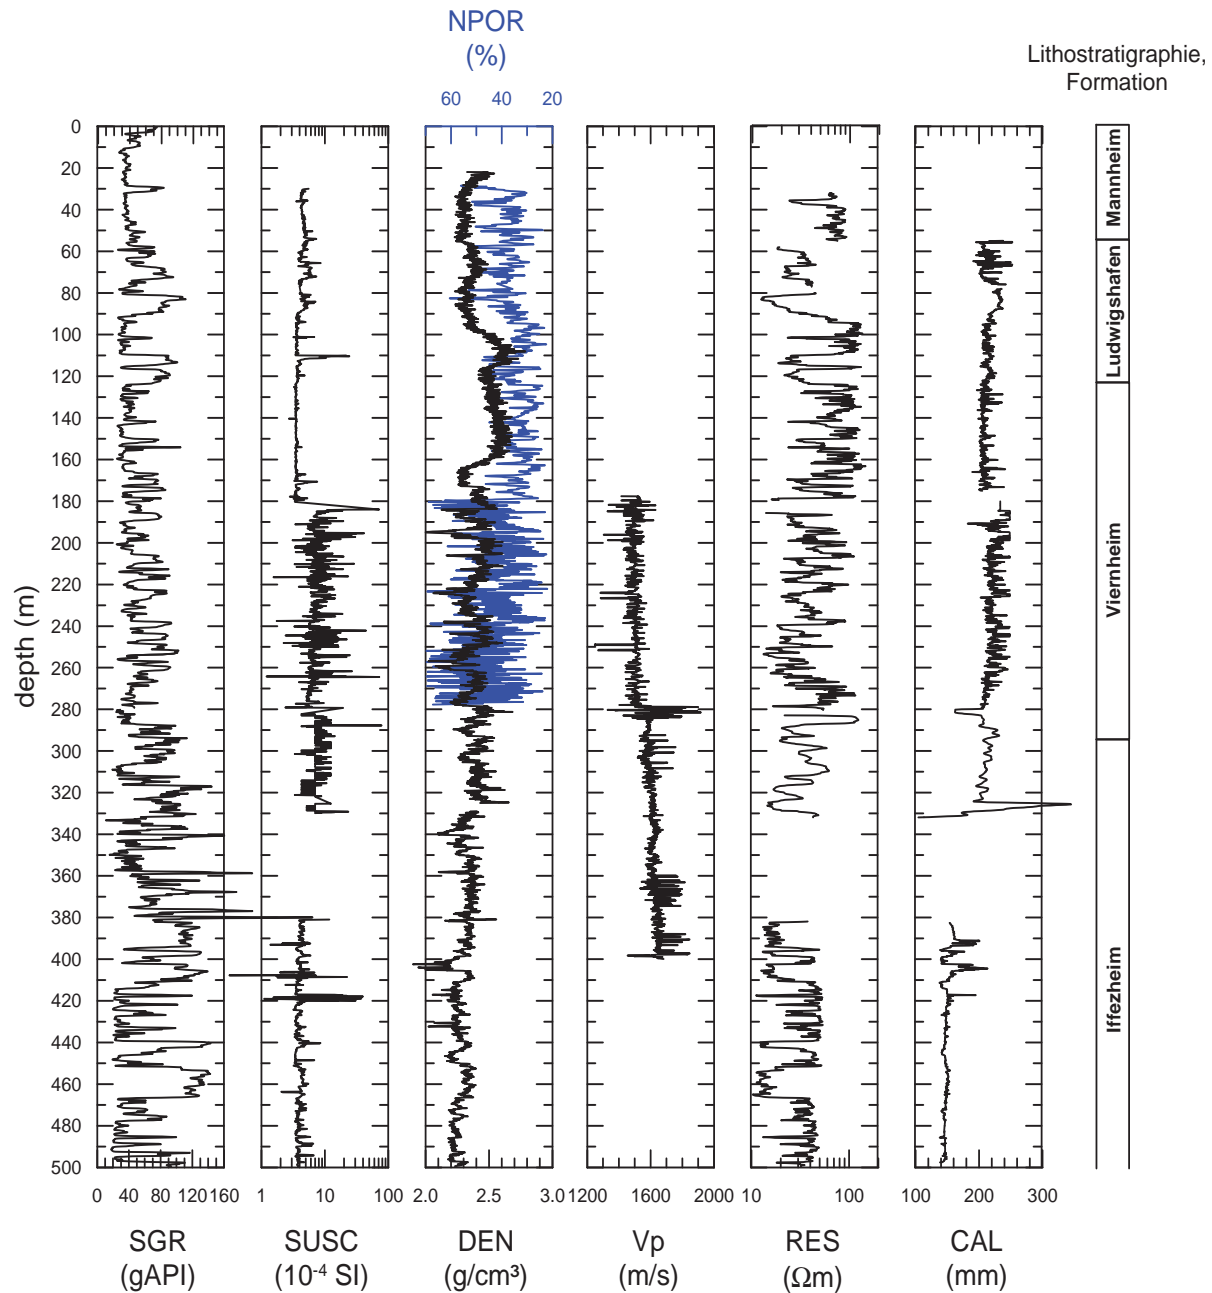 NPOR
(%)
60 40 20
Lithostratigraphie,
Formation
depth (m)
0
20
40
60
80
100
120
140
160
180
200
220
240
260
280
300
320
340
360
380
400
420
440
460
480
500
Mannheim
Ludwigshafen
Viernheim
Iffezheim
0 40 80 120 160
1 10 100
2.0 2.5 3.0
1200 1600 2000
10 100
100 200 300
SGR
(gAPI)
SUSC
(10⁻⁴ SI)
DEN
(g/cm³)
Vp
(m/s)
RES
(Ωm)
CAL
(mm)